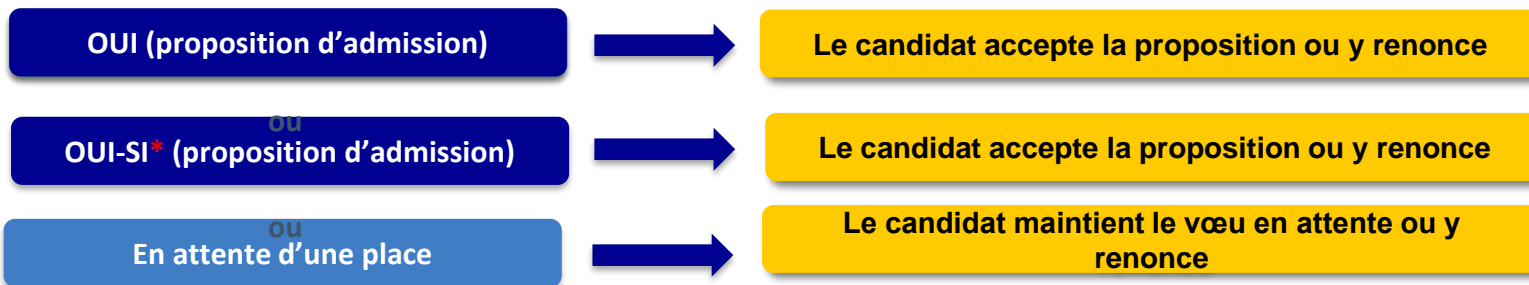 OUI (proposition d’admission)
Le candidat accepte la proposition ou y renonce
ou
OUI-SI* (proposition d’admission)
Le candidat accepte la proposition ou y renonce
ou
En attente d’une place
Le candidat maintient le vœu en attente ou y
renonce